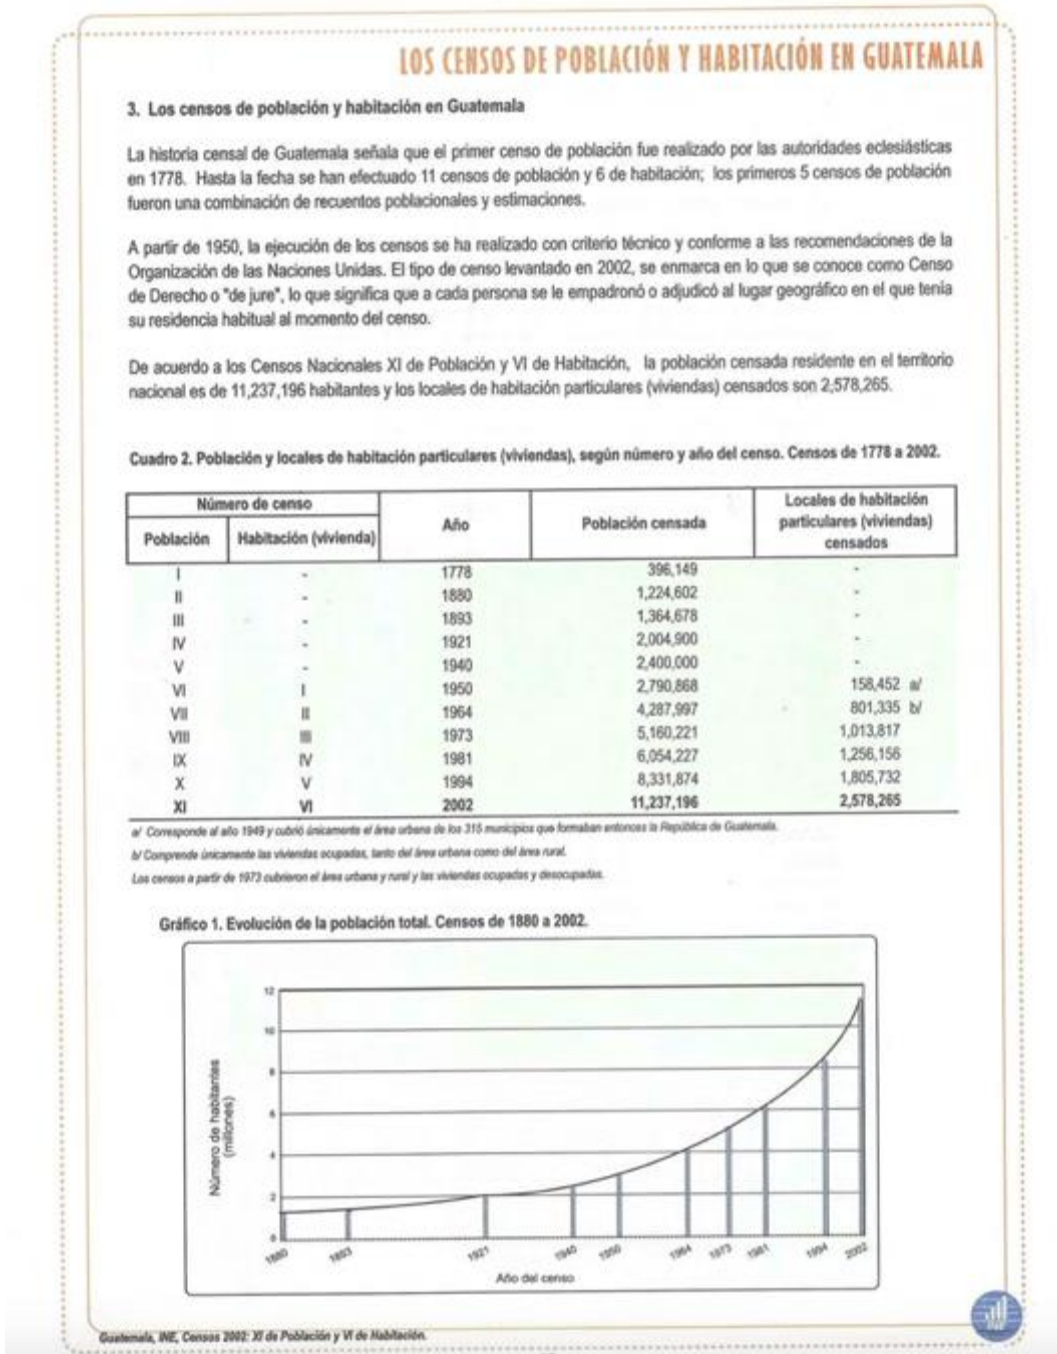 LOS CENSOS DE POBLACIÓN Y HABITACIÓN EN GUATEMALA
3. Los censos de población y habitación en Guatemala
La historia censal de Guatemala señala que el primer censo de población fue realizado por las autoridades eclesiásticas
en 1778. Hasta la fecha se han efectuado 11 censos de población y 6 de habitación; los primeros 5 censos de población
fueron una combinación de recuentos poblacionales y estimaciones.
A partir de 1950, la ejecución de los censos se ha realizado con criterio técnico y conforme a las recomendaciones de la
Organización de las Naciones Unidas. El tipo de censo levantado en 2002, se enmarca en lo que se conoce como Censo
de Derecho o "de jure", lo que significa que a cada persona se le empadronó o adjudicó al lugar geográfico en el que tenía
su residencia habitual al momento del censo.
De acuerdo a los Censos Nacionales XI de Población y VI de Habitación, la población censada residente en el territorio
nacional es de 11,237,196 habitantes y los locales de habitación particulares (viviendas) censados son 2,578,265.
Cuadro 2. Población y locales de habitación particulares (viviendas), según número y año del censo. Censos de 1778 a 2002.
Número de censo
Población Habitación (vivienda)
Año
Población censada
Locales de habitación
particulares (viviendas)
censados
I - 1778 396,149 -
II - 1880 1,224,602 -
III - 1893 1,364,678 -
IV - 1921 2,004,900 -
V - 1940 2,400,000 -
VI I 1950 2,790,868 158,452 a/
VII II 1964 4,287,997 801,335 b/
VIII III 1973 5,160,221 1,013,817
IX IV 1981 6,054,227 1,256,156
X V 1994 8,331,874 1,805,732
XI VI 2002 11,237,196 2,578,265
a/ Corresponde al año 1949 y cubrió únicamente el área urbana de los 315 municipios que formaban entonces la República de Guatemala.
b/ Comprende únicamente las viviendas ocupadas, tanto del área urbana como del área rural.
Los censos a partir de 1973 cubrieron el área urbana y rural y las viviendas ocupadas y desocupadas.
Gráfico 1. Evolución de la población total. Censos de 1880 a 2002.
Número de habitantes
(millones)
12
10
8
6
4
2
0
1880 1893 1921 1940 1950 1964 1973 1981 1994 2002
Año del censo
Guatemala, INE, Censos 2002: XI de Población y VI de Habitación.